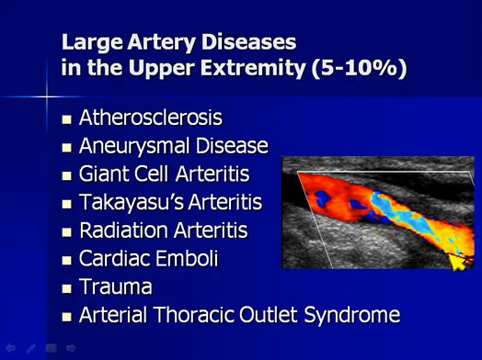 Large Artery Diseases
in the Upper Extremity (5-10%)
Atherosclerosis
Aneurysmal Disease
Giant Cell Arteritis
Takayasu's Arteritis
Radiation Arteritis
Cardiac Emboli
Trauma
Arterial Thoracic Outlet Syndrome